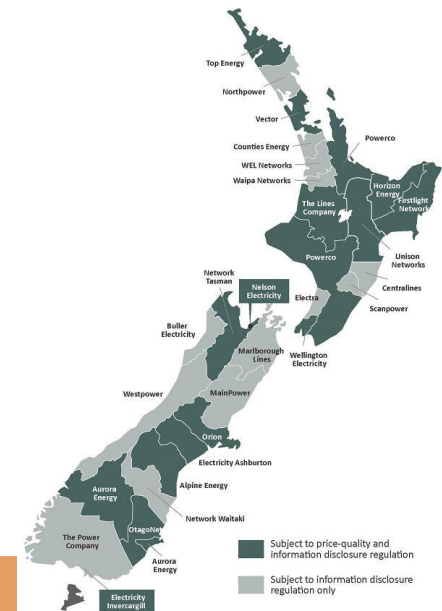 Top Energy
Northpower
Vector
Counties Energy
WEL Networks
Waipa Networks
Powerco
Horizon
Energy
Firstlight
Network
The Lines
Company
Unison
Networks
Powerco
Centralines
Scanpower
Electra
Wellington
Electricity
Network
Tasman
Nelson
Electricity
Buller
Electricity
Marlborough
Lines
Westpower
MainPower
Orion
Electricity Ashburton
Alpine Energy
Aurora
Energy
Network Waitaki
OtagoNet
The Power
Company
Aurora
Energy
Electricity
Invercargill
Subject to price-quality and
information disclosure regulation
Subject to information disclosure
regulation only